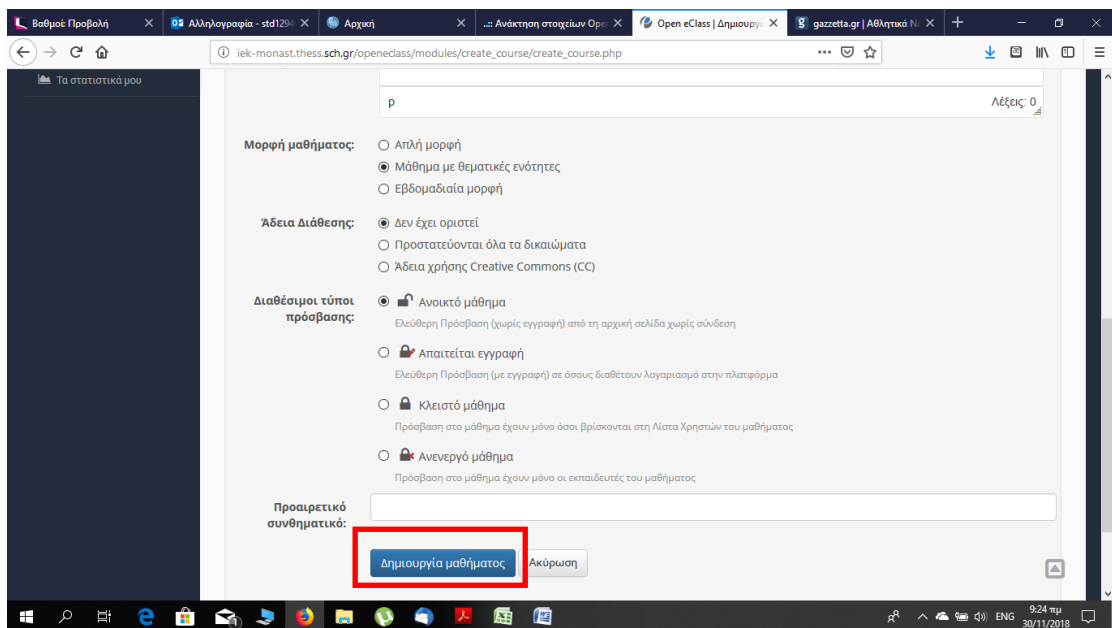 Βαθμοί: Προβολή
Αλληλογραφία - std129
Αρχική
..: Ανάκτηση στοιχείων Ope
Open eClass | Δημιουργί
gazzetta.gr | Αθλητικά Ν
iek-monast.thess.sch.gr/openeclass/modules/create_course/create_course.php
Τα στατιστικά μου
p
Λέξεις: 0
Μορφή μαθήματος:
Απλή μορφή
Μάθημα με θεματικές ενότητες
Εβδομαδιαία μορφή
Άδεια Διάθεσης:
Δεν έχει οριστεί
Προστατεύονται όλα τα δικαιώματα
Άδεια χρήσης Creative Commons (CC)
Διαθέσιμοι τύποι
πρόσβασης:
Ανοικτό μάθημα
Ελεύθερη Πρόσβαση (χωρίς εγγραφή) από τη αρχική σελίδα χωρίς σύνδεση
Απαιτείται εγγραφή
Ελεύθερη Πρόσβαση (με εγγραφή) σε όσους διαθέτουν λογαριασμό στην πλατφόρμα
Κλειστό μάθημα
Πρόσβαση στο μάθημα έχουν μόνο όσοι βρίσκονται στη Λίστα Χρηστών του μαθήματος
Ανενεργό μάθημα
Πρόσβαση στο μάθημα έχουν μόνο οι εκπαιδευτές του μαθήματος
Προαιρετικό
συνθηματικό:
Δημιουργία μαθήματος
Ακύρωση
ENG
9:24 πμ
30/11/2018